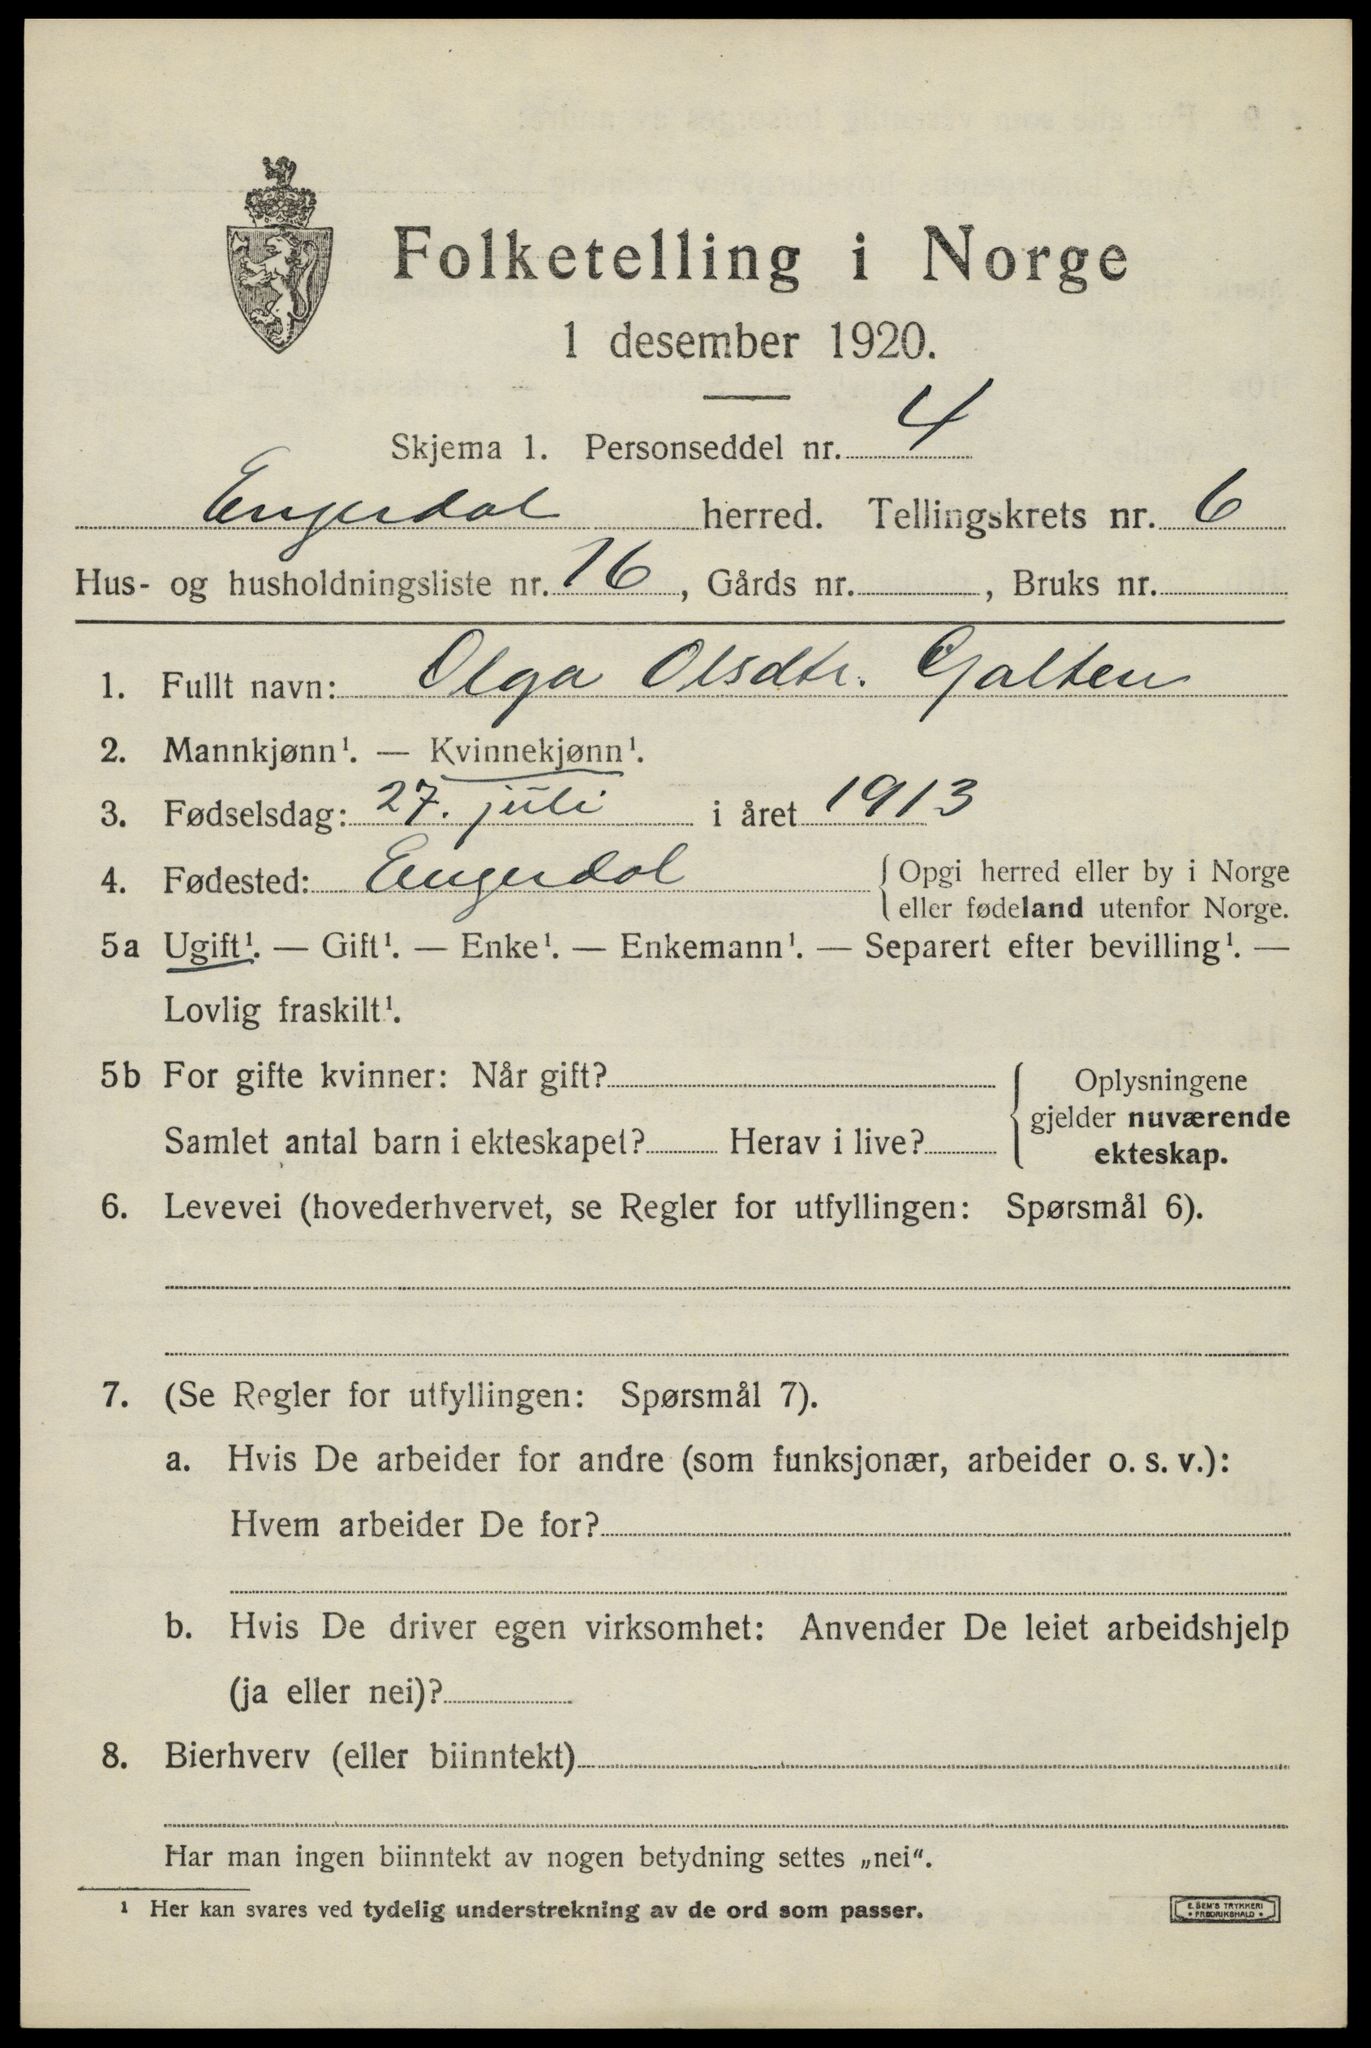 Folketelling i Norge
1 desember 1920.
Skjema 1. Personseddel nr. 4
Engerdal herred. Tellingskrets nr. 6
Hus- og husholdningsliste nr. 16, Gårds nr. , Bruks nr.
1. Fullt navn: Olga Olsdtr. Galten
2. Mannkjønn¹. — Kvinnekjønn¹.
3. Fødselsdag: 27. juli i året 1913
4. Fødested: Engerdal {Opgi herred eller by i Norge
eller fødeland utenfor Norge.
5a Ugift¹. — Gift¹. — Enke¹. — Enkemann¹. — Separert efter bevilling¹. —
Lovlig fraskilt¹.
5b For gifte kvinner: Når gift?
Samlet antal barn i ekteskapet? Herav i live?
{Oplysningene
gjelder nuværende
ekteskap.
6. Levevei (hovederhvervet, se Regler for utfyllingen: Spørsmål 6).
7. (Se Regler for utfyllingen: Spørsmål 7).
a. Hvis De arbeider for andre (som funksjonær, arbeider o. s. v.):
Hvem arbeider De for?
b. Hvis De driver egen virksomhet: Anvender De leiet arbeidshjelp
(ja eller nei)?
8. Bierhverv (eller biinntekt)
Har man ingen biinntekt av nogen betydning settes „nei".
¹ Her kan svares ved tydelig understrekning av de ord som passer.
E. SEM'S TRYKKERI
• FREDRIKSHALD •